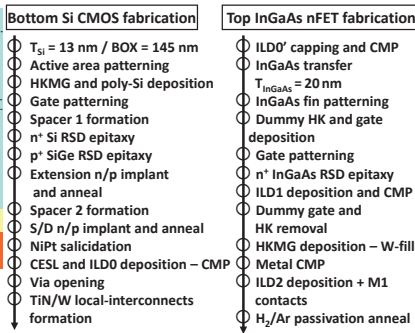 Bottom Si CMOS fabrication
T_Si = 13 nm / BOX = 145 nm
Active area patterning
HKMG and poly-Si deposition
Gate patterning
Spacer 1 formation
n⁺ Si RSD epitaxy
p⁺ SiGe RSD epitaxy
Extension n/p implant
and anneal
Spacer 2 formation
S/D n/p implant and anneal
NiPt salicidation
CESL and ILD0 deposition – CMP
Via opening
TiN/W local-interconnects
formation
Top InGaAs nFET fabrication
ILD0' capping and CMP
InGaAs transfer
T_InGaAs = 20 nm
InGaAs fin patterning
Dummy HK and gate
deposition
Gate patterning
n⁺ InGaAs RSD epitaxy
ILD1 deposition and CMP
Dummy gate and
HK removal
HKMG deposition – W-fill
Metal CMP
ILD2 deposition + M1
contacts
H₂/Ar passivation anneal